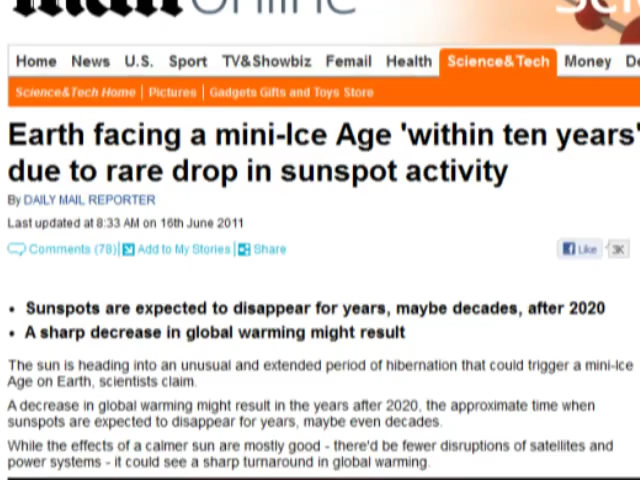 Mail Online
Home News U.S. Sport TV&Showbiz Femail Health Science&Tech Money
Science&Tech Home | Pictures | Gadgets Gifts and Toys Store
Earth facing a mini-Ice Age 'within ten years'
due to rare drop in sunspot activity
By DAILY MAIL REPORTER
Last updated at 8:33 AM on 16th June 2011
Comments (78) | Add to My Stories | Share
Like 3K
• Sunspots are expected to disappear for years, maybe decades, after 2020
• A sharp decrease in global warming might result
The sun is heading into an unusual and extended period of hibernation that could trigger a mini-Ice
Age on Earth, scientists claim.
A decrease in global warming might result in the years after 2020, the approximate time when
sunspots are expected to disappear for years, maybe even decades.
While the effects of a calmer sun are mostly good - there'd be fewer disruptions of satellites and
power systems - it could see a sharp turnaround in global warming.